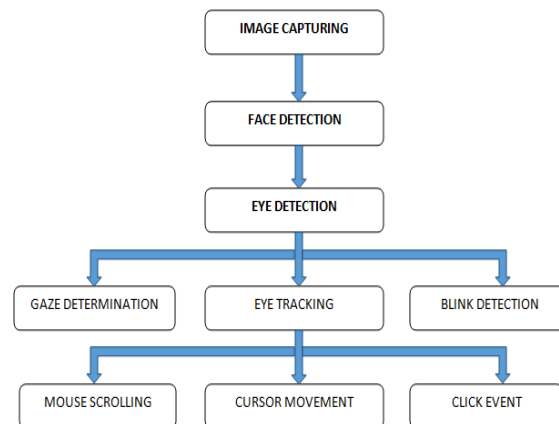 IMAGE CAPTURING
FACE DETECTION
EYE DETECTION
GAZE DETERMINATION
EYE TRACKING
BLINK DETECTION
MOUSE SCROLLING
CURSOR MOVEMENT
CLICK EVENT